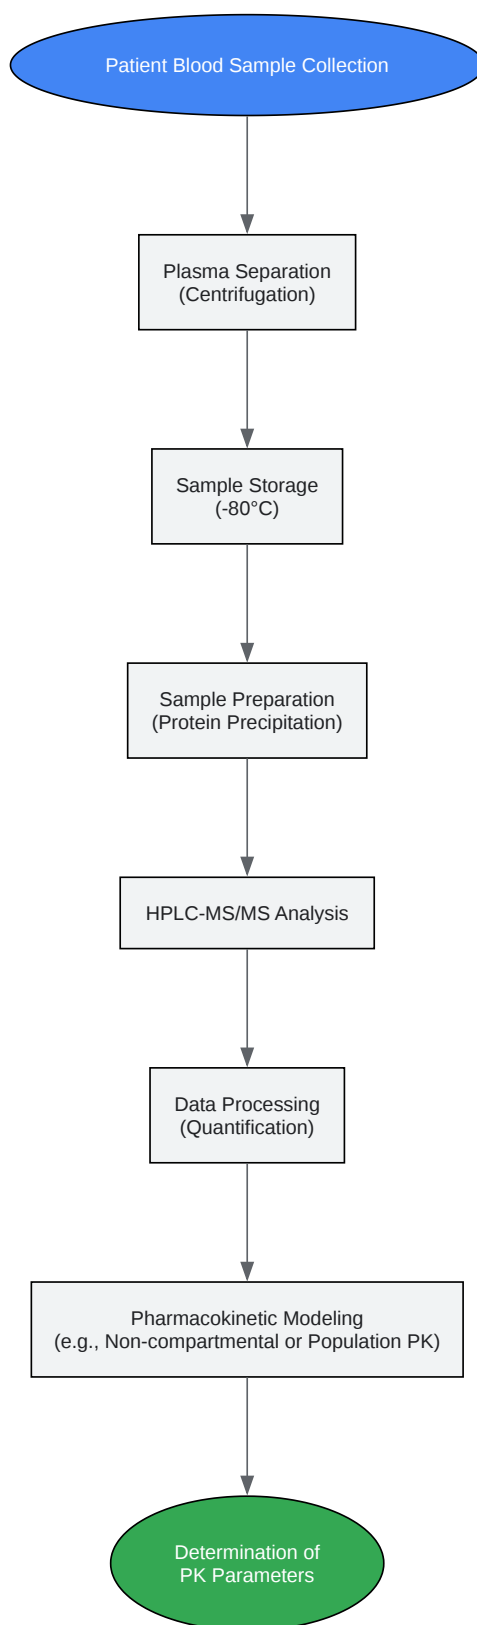 Patient Blood Sample Collection
Plasma Separation
(Centrifugation)
Sample Storage
(-80°C)
Sample Preparation
(Protein Precipitation)
HPLC-MS/MS Analysis
Data Processing
(Quantification)
Pharmacokinetic Modeling
(e.g., Non-compartmental or Population PK)
Determination of
PK Parameters